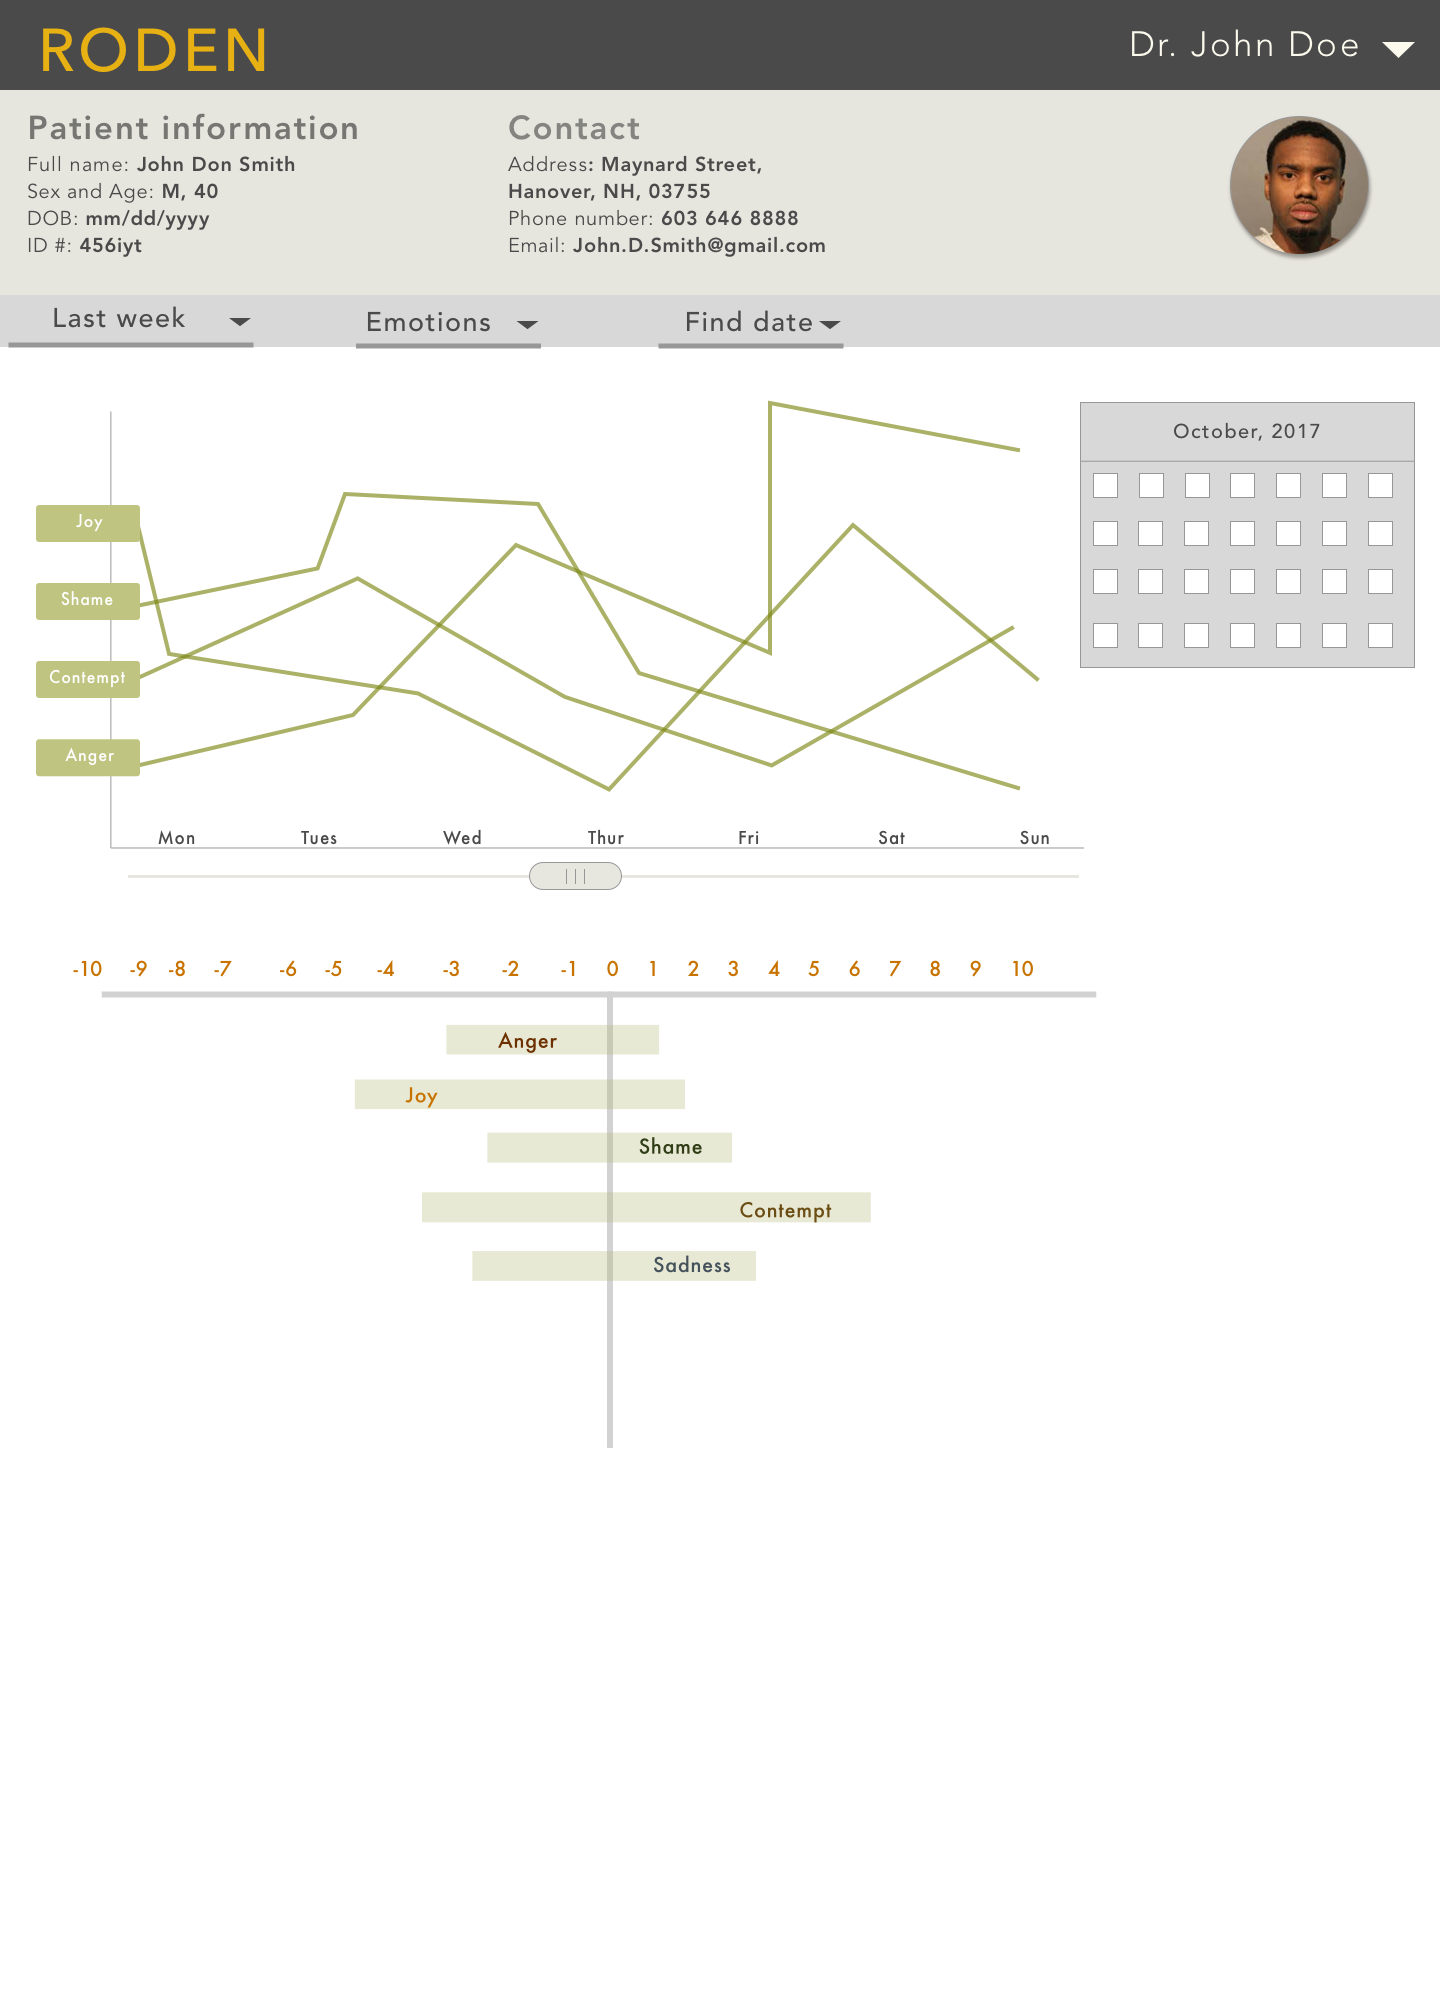 RODEN
Dr. John Doe
Patient information
Full name: John Don Smith
Sex and Age: M, 40
DOB: mm/dd/yyyy
ID #: 456iyt
Contact
Address: Maynard Street,
Hanover, NH, 03755
Phone number: 603 646 8888
Email: John.D.Smith@gmail.com
Last week
Emotions
Find date
October, 2017
Joy
Shame
Contempt
Anger
Mon Tues Wed Thur Fri Sat Sun
-10 -9 -8 -7 -6 -5 -4 -3 -2 -1 0 1 2 3 4 5 6 7 8 9 10
Anger
Joy
Shame
Contempt
Sadness